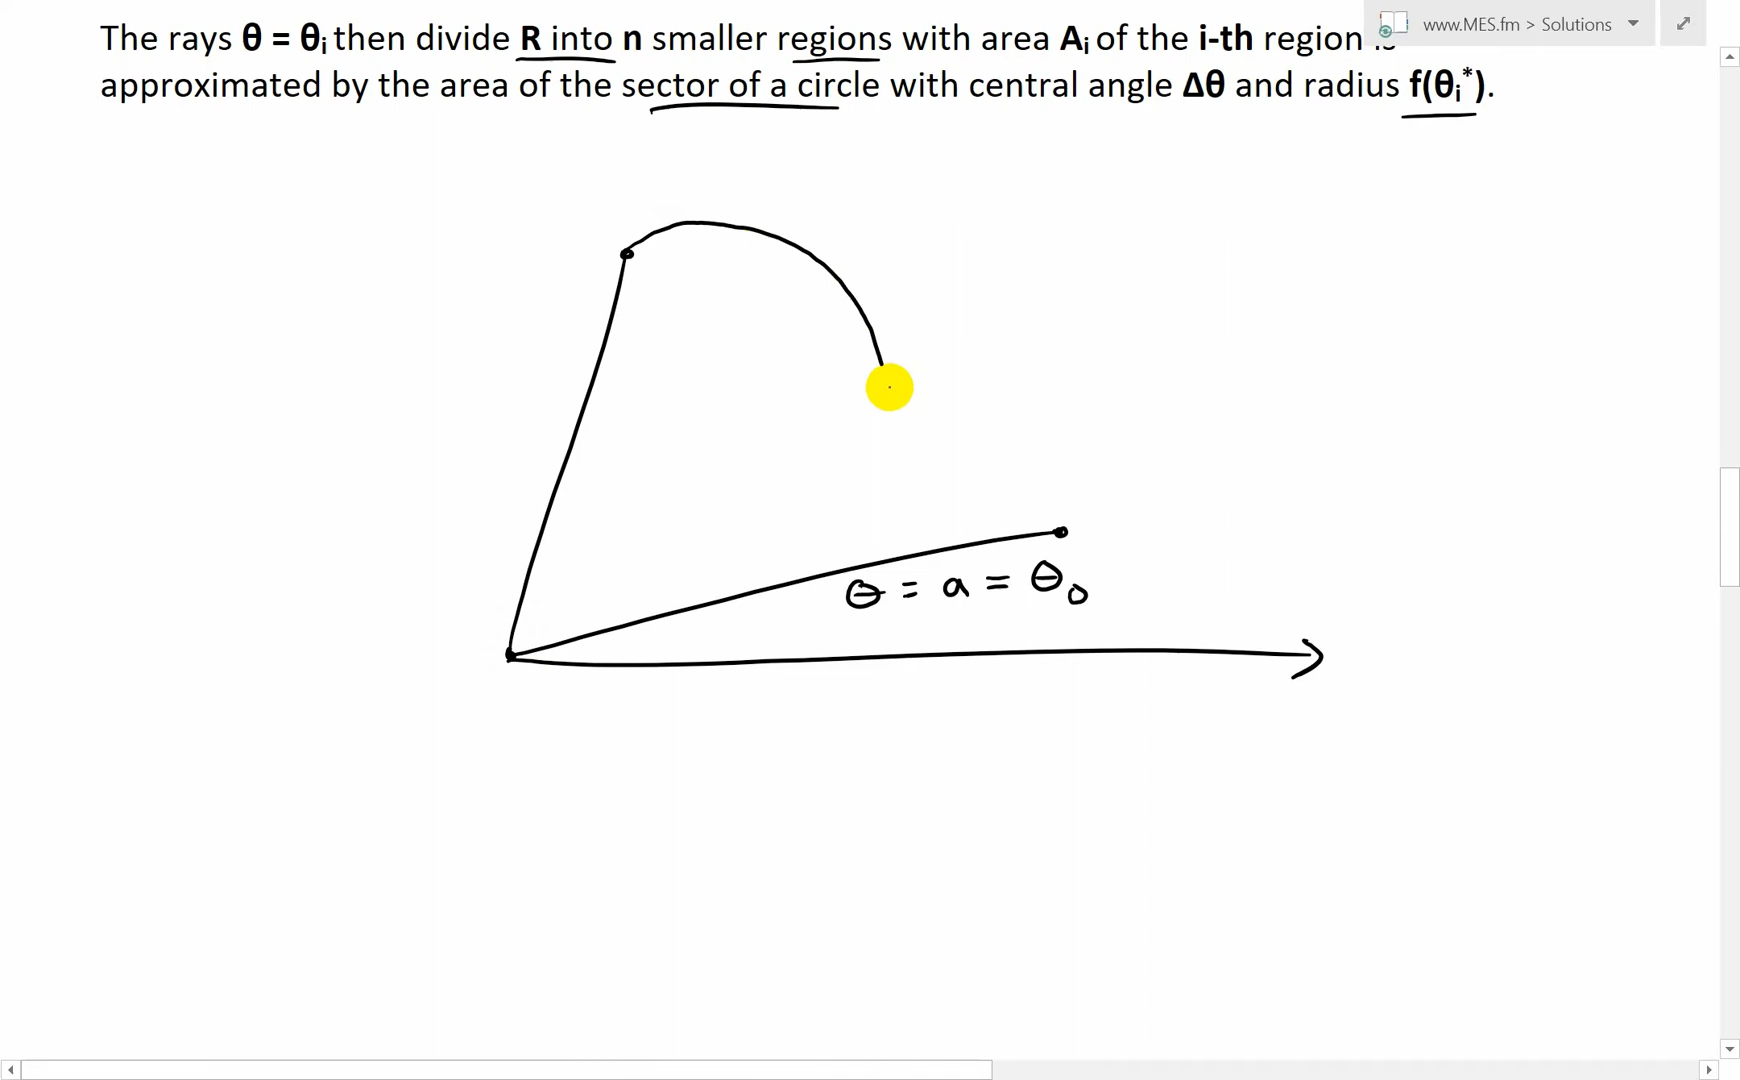 The rays θ = θᵢ then divide R into n smaller regions with area Aᵢ of the i-th region is
approximated by the area of the sector of a circle with central angle Δθ and radius f(θᵢ*).
www.MES.fm > Solutions
θ = a = θ₀